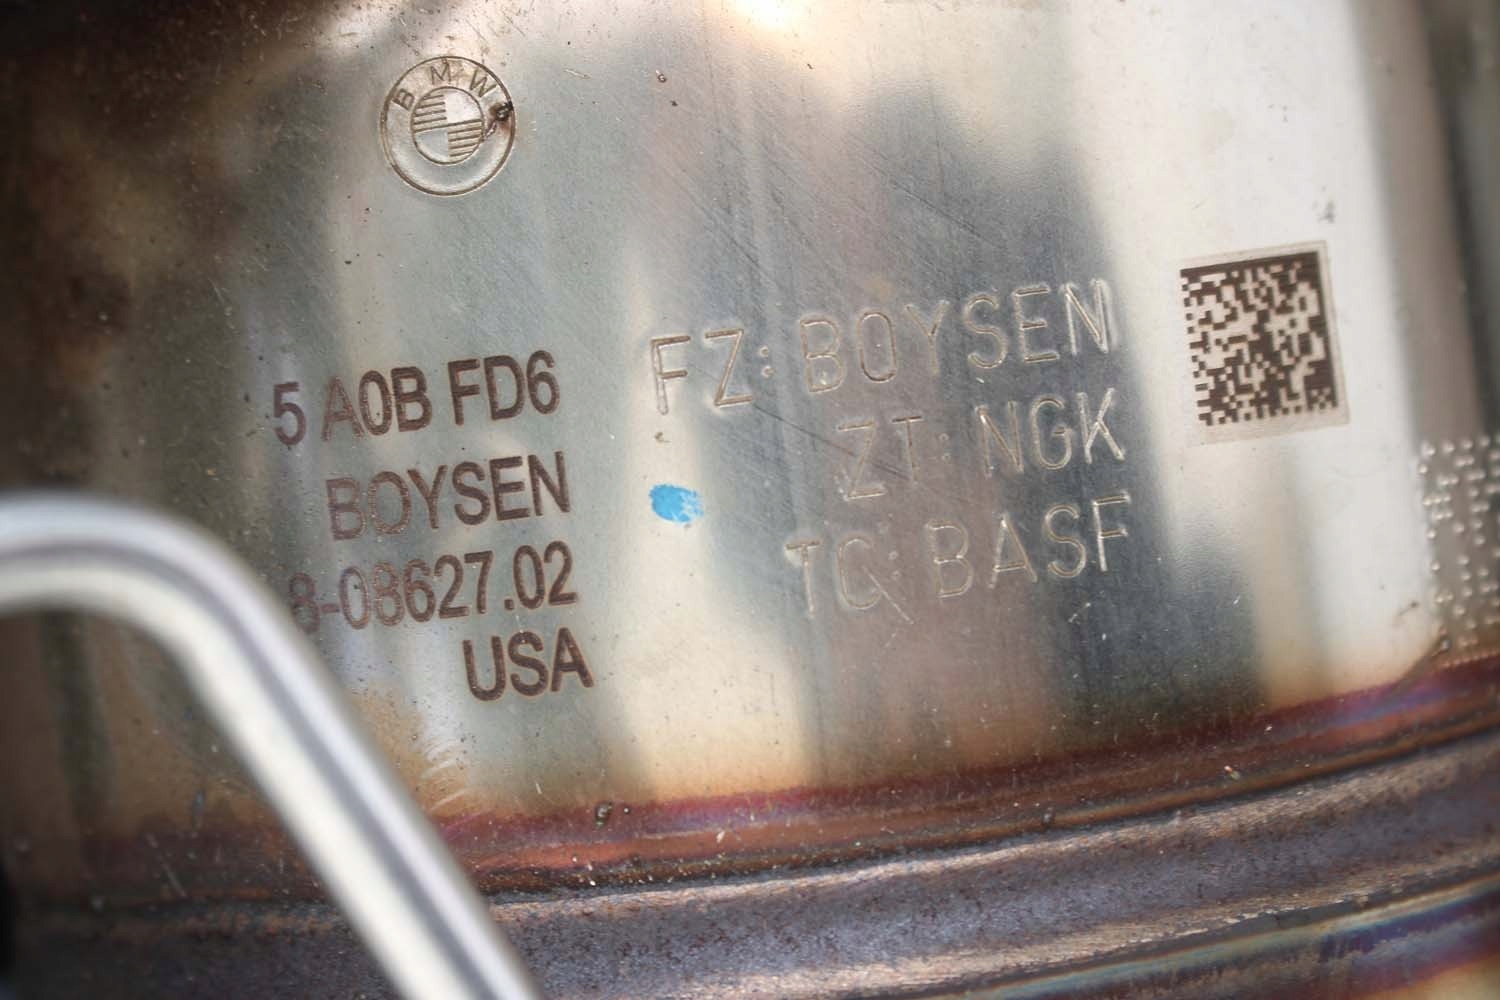 BMW
5 A0B FD6
BOYSEN
8-08627.02
USA
FZ: BOYSEN
ZT: NGK
TC: BASF